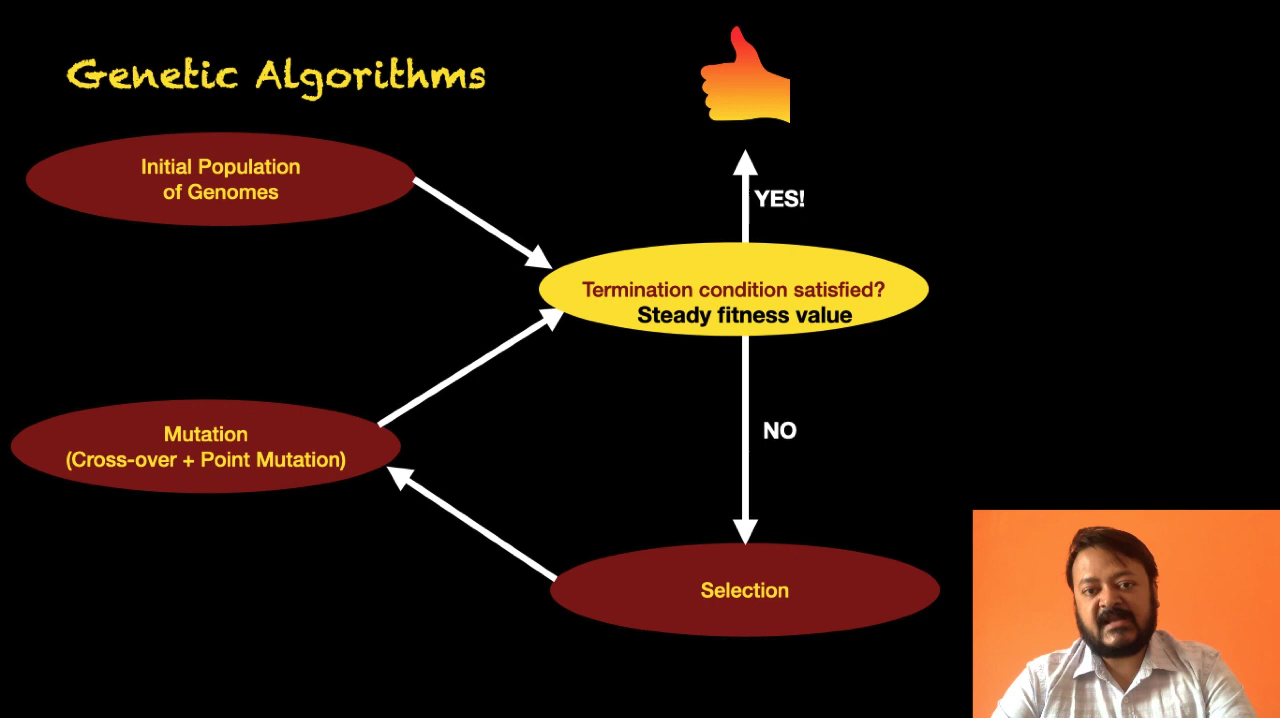 Genetic Algorithms
Initial Population
of Genomes
YES!
Termination condition satisfied?
Steady fitness value
NO
Mutation
(Cross-over + Point Mutation)
Selection